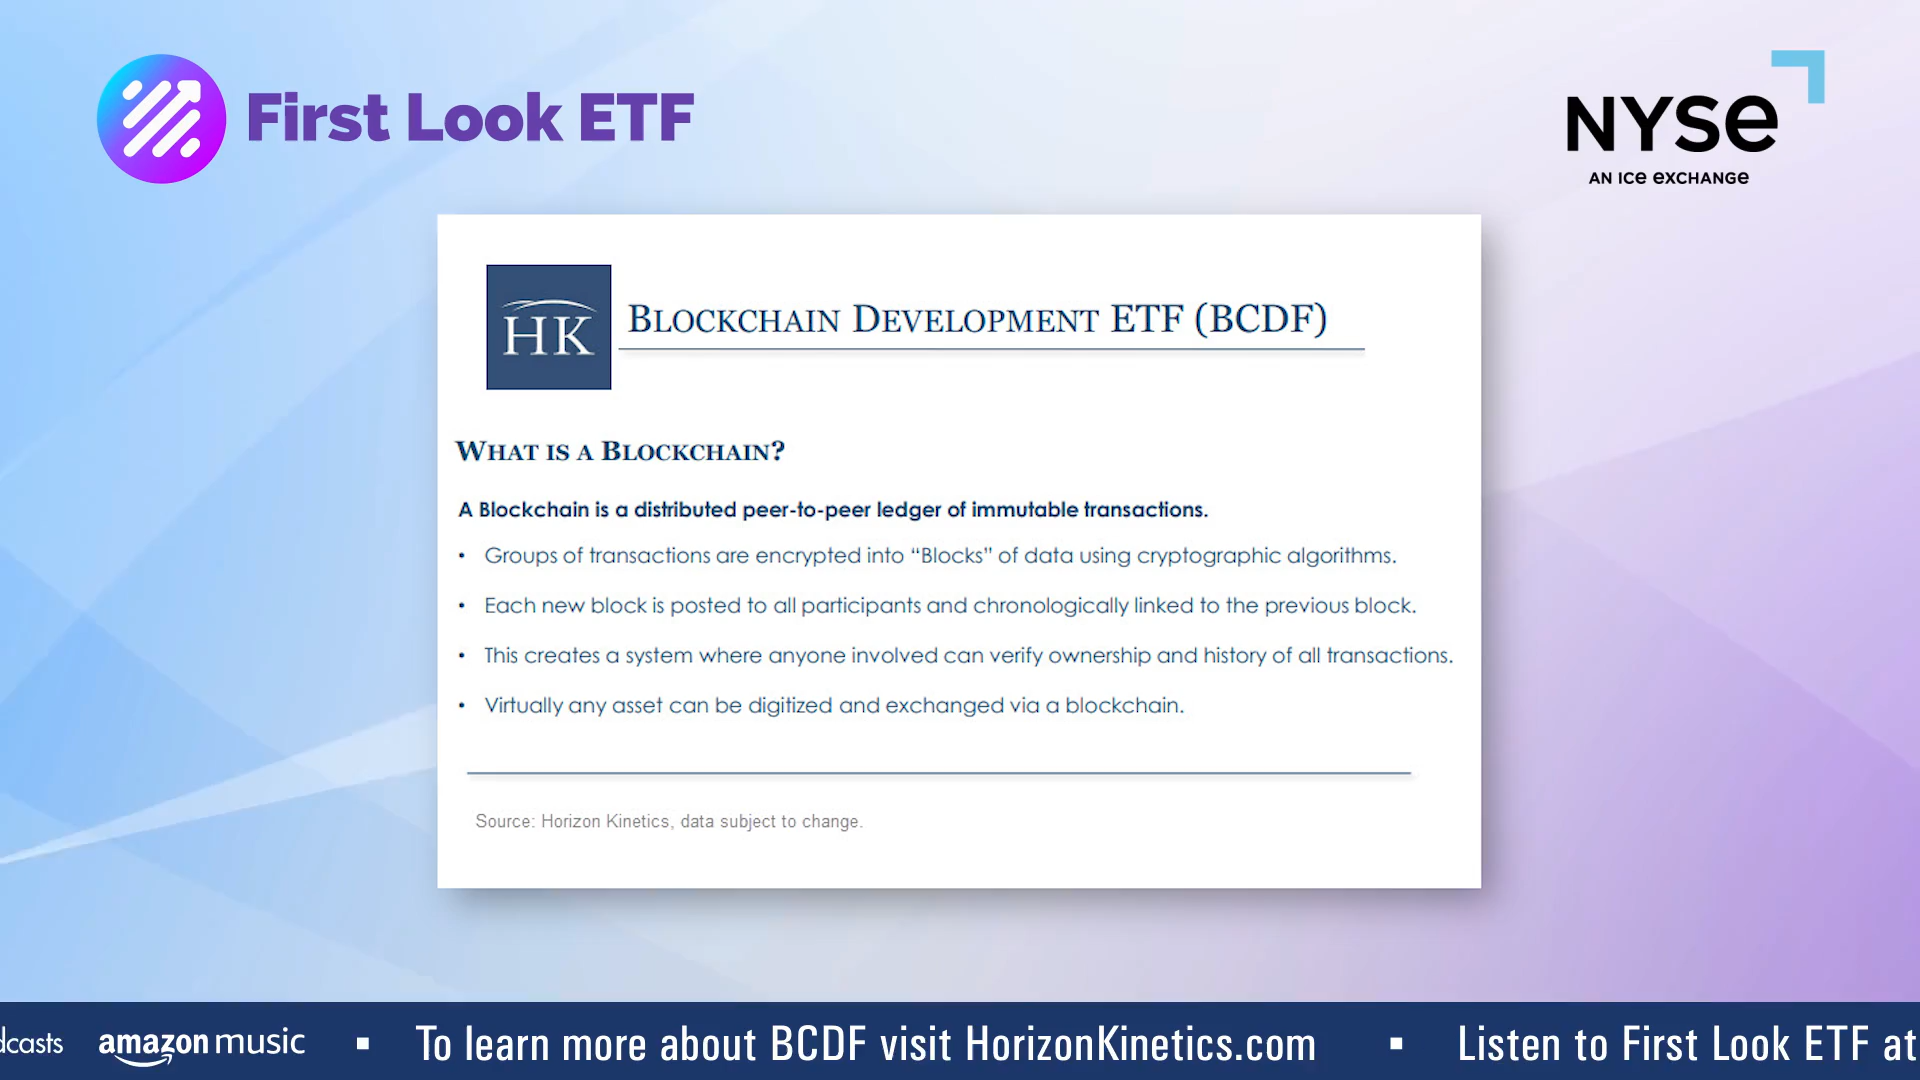 First Look ETF
NYSE
AN ICE EXCHANGE
HK
BLOCKCHAIN DEVELOPMENT ETF (BCDF)
WHAT IS A BLOCKCHAIN?
A Blockchain is a distributed peer-to-peer ledger of immutable transactions.
• Groups of transactions are encrypted into “Blocks” of data using cryptographic algorithms.
• Each new block is posted to all participants and chronologically linked to the previous block.
• This creates a system where anyone involved can verify ownership and history of all transactions.
• Virtually any asset can be digitized and exchanged via a blockchain.
Source: Horizon Kinetics, data subject to change.
dcasts amazon music ▪ To learn more about BCDF visit HorizonKinetics.com ▪ Listen to First Look ETF at